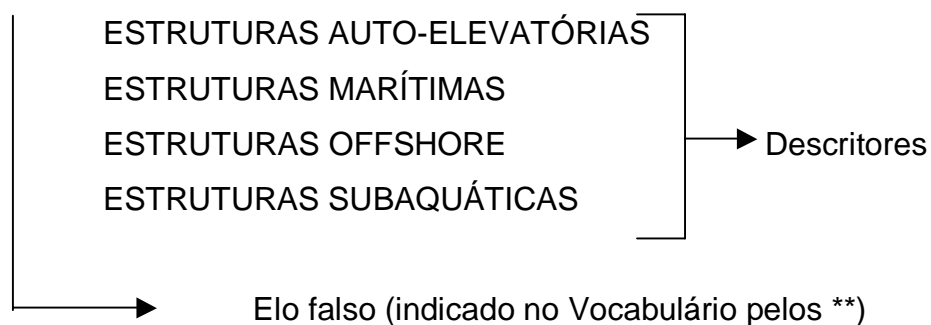 ESTRUTURAS AUTO-ELEVATÓRIAS
ESTRUTURAS MARÍTIMAS
ESTRUTURAS OFFSHORE
Descritores
ESTRUTURAS SUBAQUÁTICAS
Elo falso (indicado no Vocabulário pelos **)